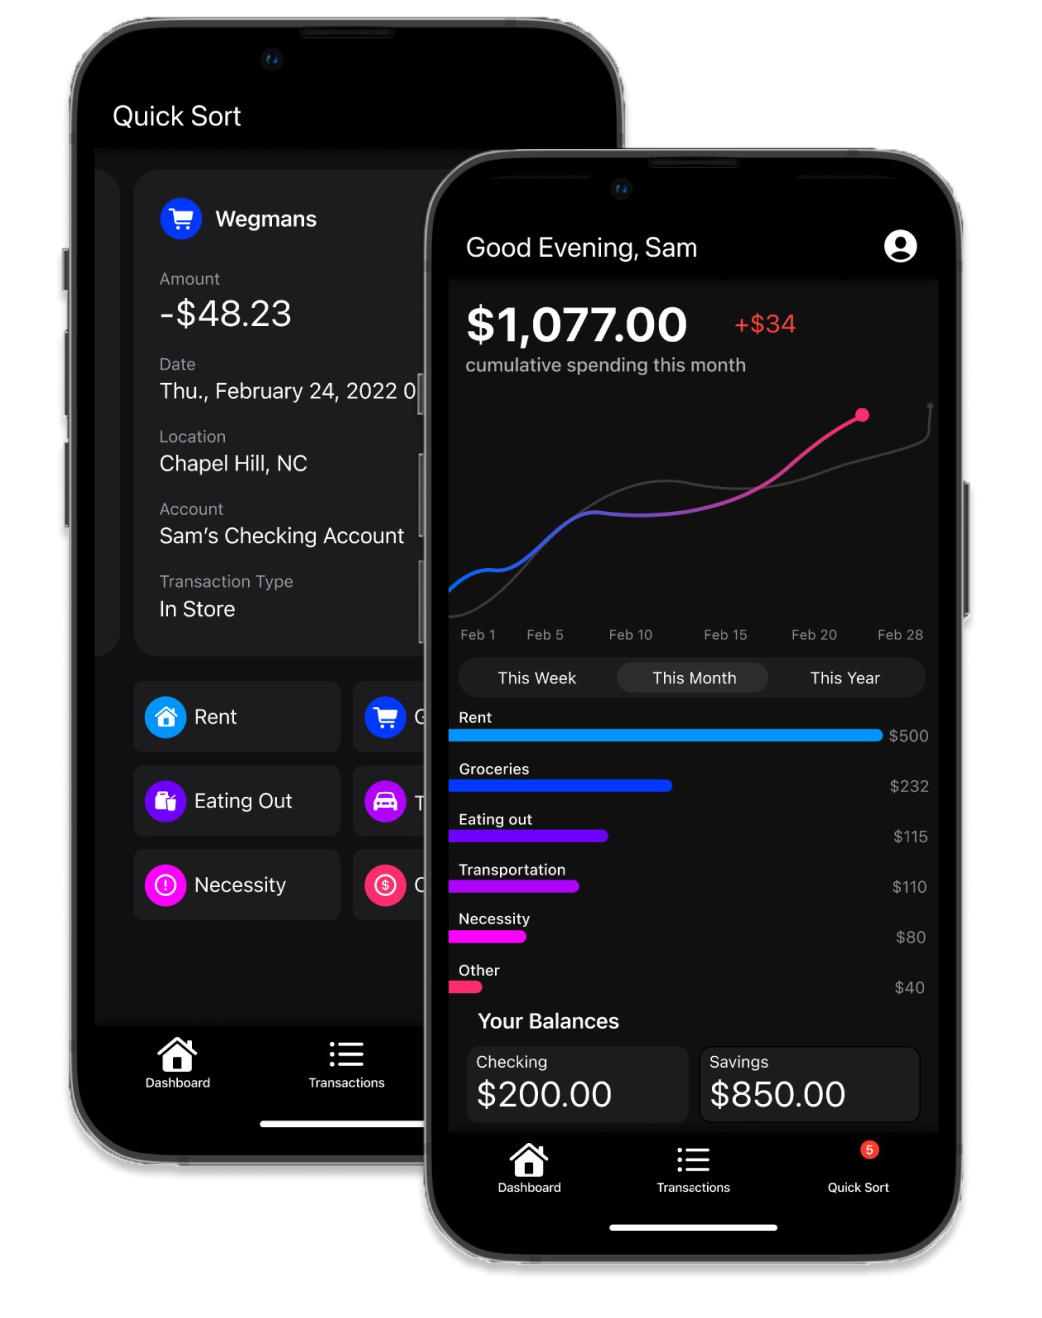 Quick Sort
Wegmans
Amount
-$48.23
Date
Thu., February 24, 2022 0
Location
Chapel Hill, NC
Account
Sam's Checking Account
Transaction Type
In Store
Rent
G
Eating Out
T
Necessity
Dashboard
Transactions
Good Evening, Sam
$1,077.00 +$34
cumulative spending this month
Feb 1 Feb 5 Feb 10 Feb 15 Feb 20 Feb 28
This Week This Month This Year
Rent
$500
Groceries
$232
Eating out
$115
Transportation
$110
Necessity
$80
Other
$40
Your Balances
Checking Savings
$200.00 $850.00
5
Dashboard Transactions Quick Sort